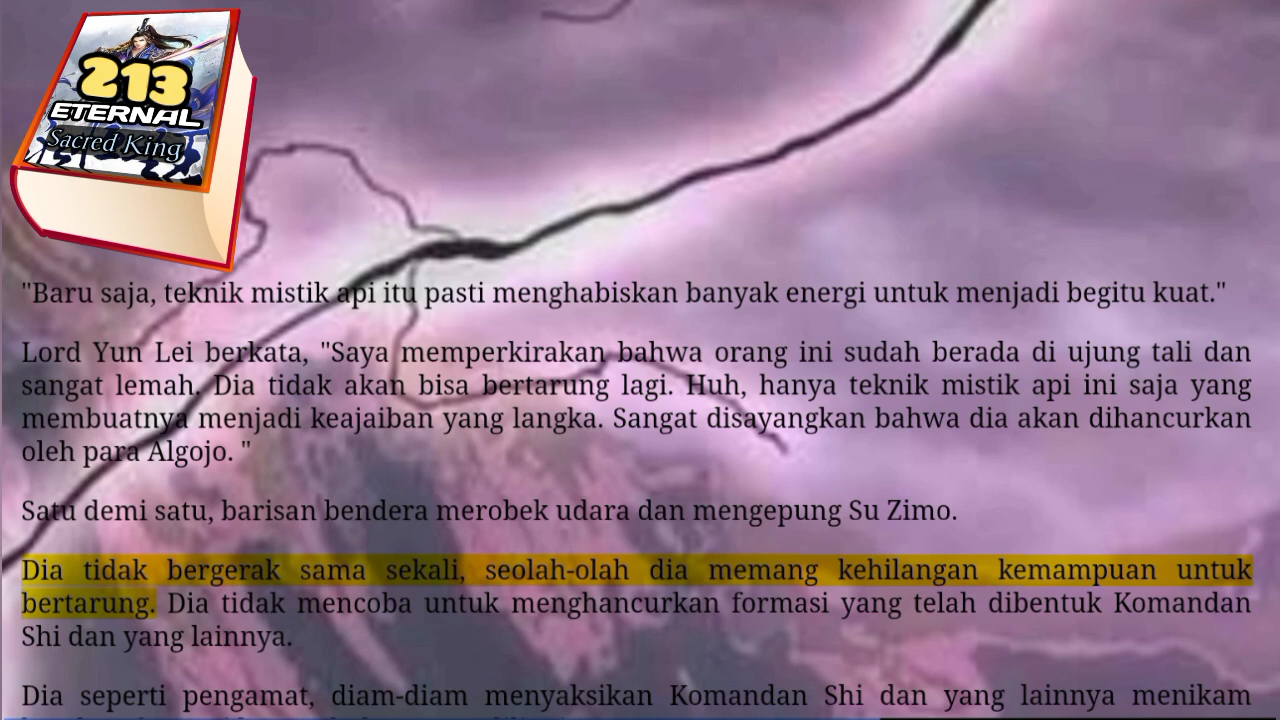 213
ETERNAL
Sacred King
"Baru saja, teknik mistik api itu pasti menghabiskan banyak energi untuk menjadi begitu kuat."
Lord Yun Lei berkata, "Saya memperkirakan bahwa orang ini sudah berada di ujung tali dan
sangat lemah. Dia tidak akan bisa bertarung lagi. Huh, hanya teknik mistik api ini saja yang
membuatnya menjadi keajaiban yang langka. Sangat disayangkan bahwa dia akan dihancurkan
oleh para Algojo. "
Satu demi satu, barisan bendera merobek udara dan mengepung Su Zimo.
Dia tidak bergerak sama sekali, seolah-olah dia memang kehilangan kemampuan untuk
bertarung. Dia tidak mencoba untuk menghancurkan formasi yang telah dibentuk Komandan
Shi dan yang lainnya.
Dia seperti pengamat, diam-diam menyaksikan Komandan Shi dan yang lainnya menikam